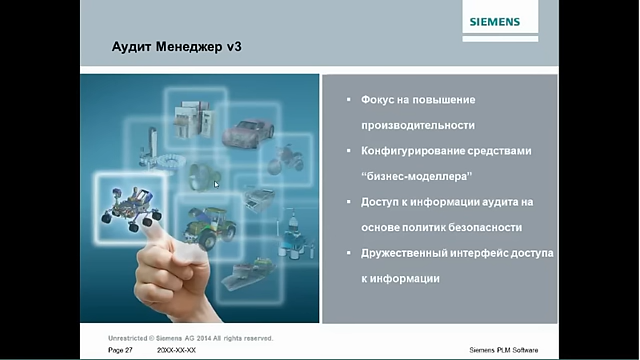 SIEMENS
Аудит Менеджер v3
▪ Фокус на повышение
производительности
▪ Конфигурирование средствами
“бизнес-моделлера”
▪ Доступ к информации аудита на
основе политик безопасности
▪ Дружественный интерфейс доступа
к информации
Unrestricted © Siemens AG 2014 All rights reserved.
Page 27 20XX-XX-XX Siemens PLM Software